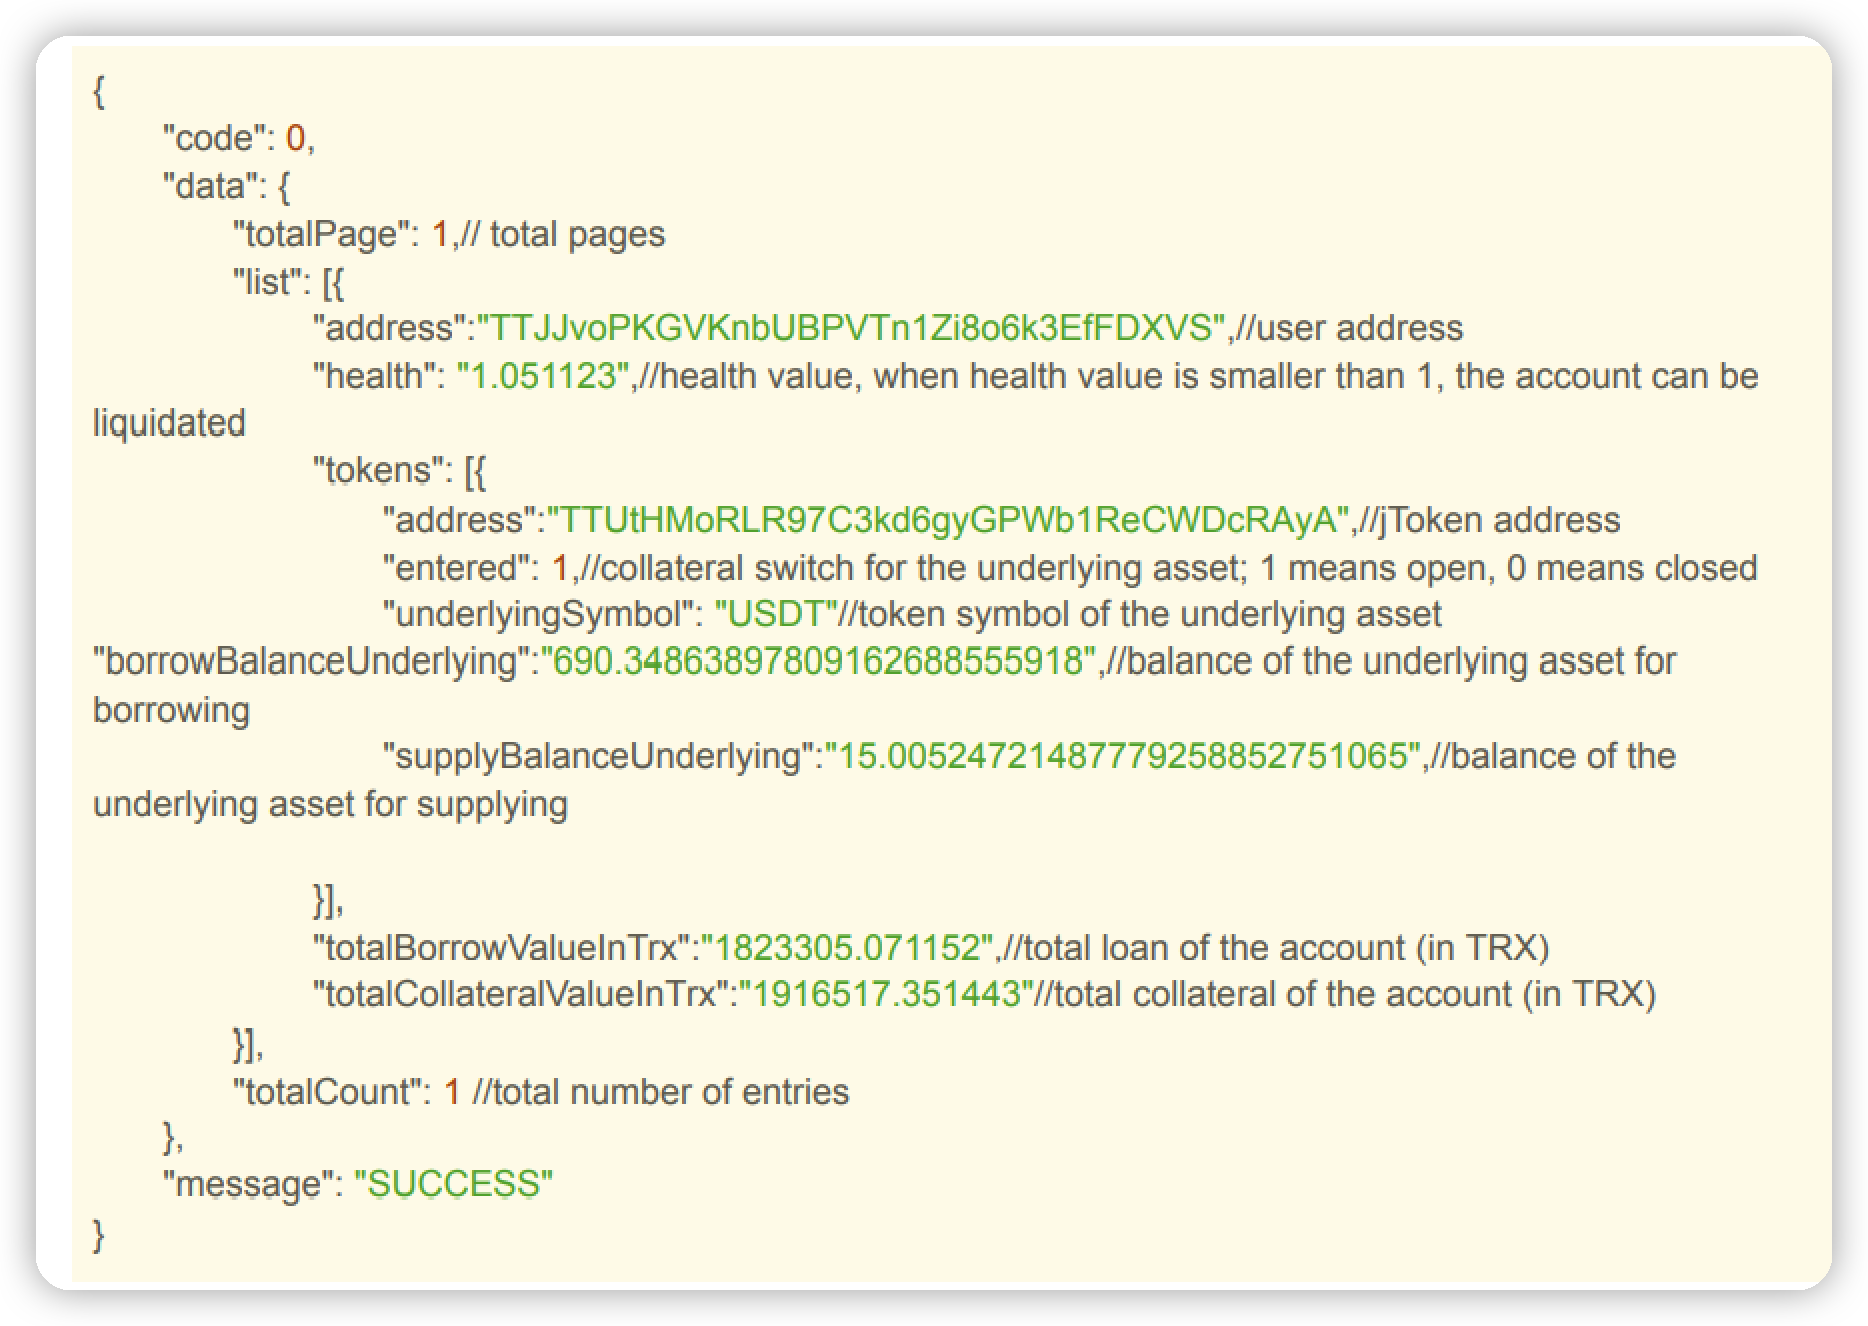 {
"code": 0,
"data": {
"totalPage": 1,// total pages
"list": [{
"address":"TTJJvoPKGVKnbUBPVTn1Zi8o6k3EfFDXVS",//user address
"health": "1.051123",//health value, when health value is smaller than 1, the account can be
liquidated
"tokens": [{
"address":"TTUtHMoRLR97C3kd6gyGPWb1ReCWDcRAyA",//jToken address
"entered": 1,//collateral switch for the underlying asset; 1 means open, 0 means closed
"underlyingSymbol": "USDT"//token symbol of the underlying asset
"borrowBalanceUnderlying":"690.34863897809162688555918",//balance of the underlying asset for
borrowing
"supplyBalanceUnderlying":"15.00524721487779258852751065",//balance of the
underlying asset for supplying
}],
"totalBorrowValueInTrx":"1823305.071152",//total loan of the account (in TRX)
"totalCollateralValueInTrx":"1916517.351443"//total collateral of the account (in TRX)
}],
"totalCount": 1 //total number of entries
},
"message": "SUCCESS"
}